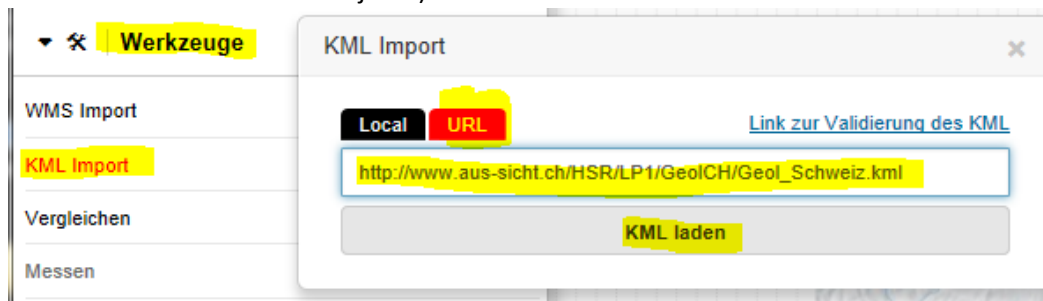 Werkzeuge
KML Import
WMS Import
Local URL Link zur Validierung des KML
KML Import
http://www.aus-sicht.ch/HSR/LP1/GeolCH/Geol_Schweiz.kml
Vergleichen
KML laden
Messen